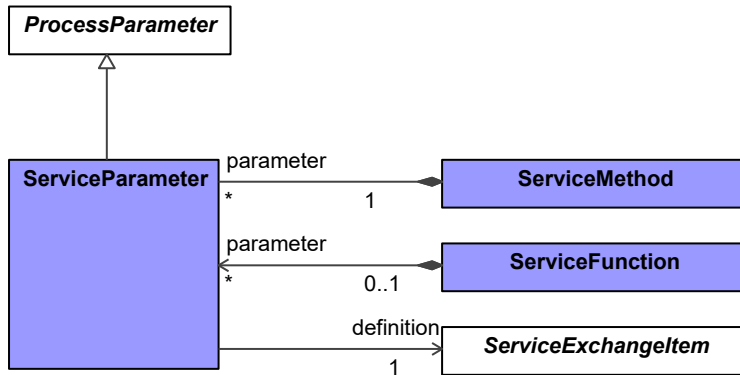 ProcessParameter
ServiceParameter
parameter
* 1
ServiceMethod
parameter
* 0..1
ServiceFunction
definition
1
ServiceExchangeItem